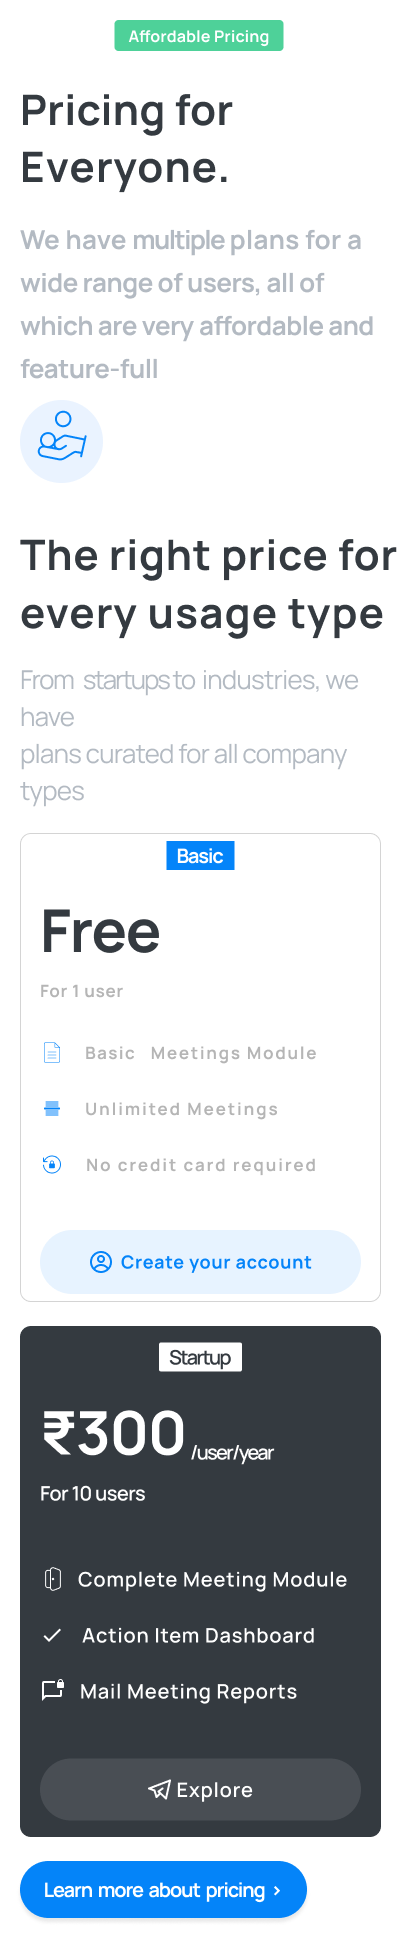 Affordable Pricing
Pricing for
Everyone.
We have multiple plans for a
wide range of users, all of
which are very affordable and
feature-full
The right price for
every usage type
From startups to industries, we
have
plans curated for all company
types
Basic
Free
For 1 user
Basic Meetings Module
Unlimited Meetings
No credit card required
Create your account
Startup
₹300 /user/year
For 10 users
Complete Meeting Module
Action Item Dashboard
Mail Meeting Reports
Explore
Learn more about pricing ›